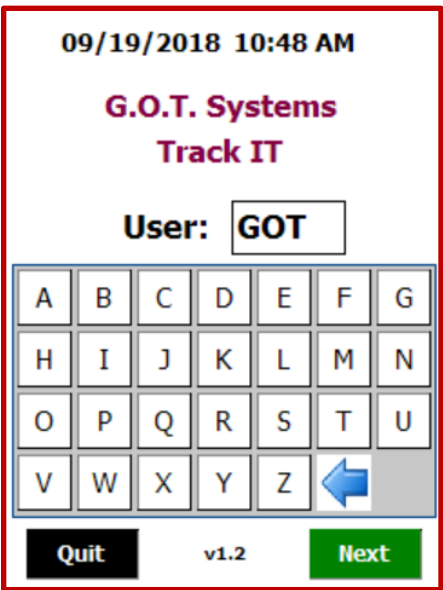 09/19/2018 10:48 AM
G.O.T. Systems
Track IT
User: GOT
A B C D E F G
H I J K L M N
O P Q R S T U
V W X Y Z
Quit v1.2 Next